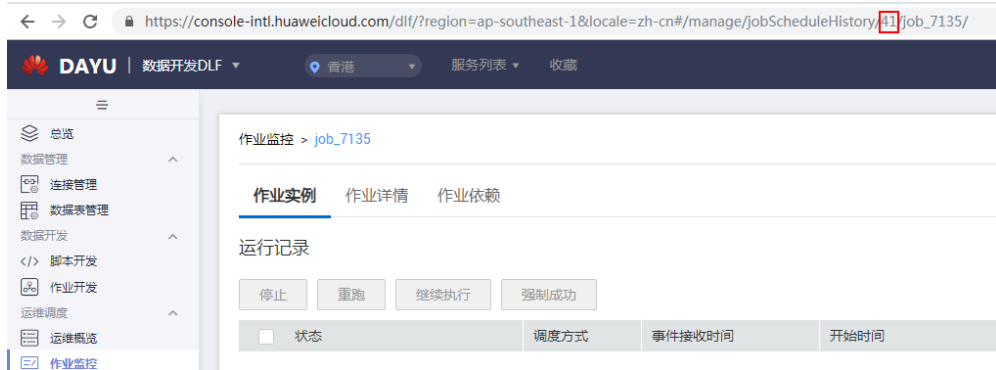 https://console-intl.huaweicloud.com/dlf/?region=ap-southeast-1&locale=zh-cn#/manage/jobScheduleHistory/41/job_7135/
DAYU | 数据开发DLF 香港 服务列表 收藏
总览
数据管理
连接管理
数据表管理
数据开发
</> 脚本开发
作业开发
运维调度
运维概览
作业监控
作业监控 > job_7135
作业实例 作业详情 作业依赖
运行记录
停止 重跑 继续执行 强制成功
状态 调度方式 事件接收时间 开始时间